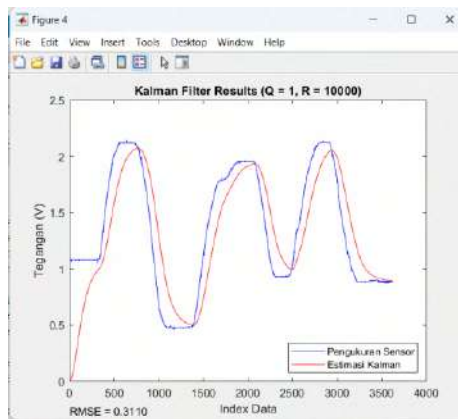 Figure 4
File Edit View Insert Tools Desktop Window Help
Kalman Filter Results (Q = 1, R = 10000)
2.5
2
1.5
1
0.5
0
Tegangan (V)
0 500 1000 1500 2000 2500 3000 3500 4000
Index Data
RMSE = 0.3110
Pengukuran Sensor
Estimasi Kalman